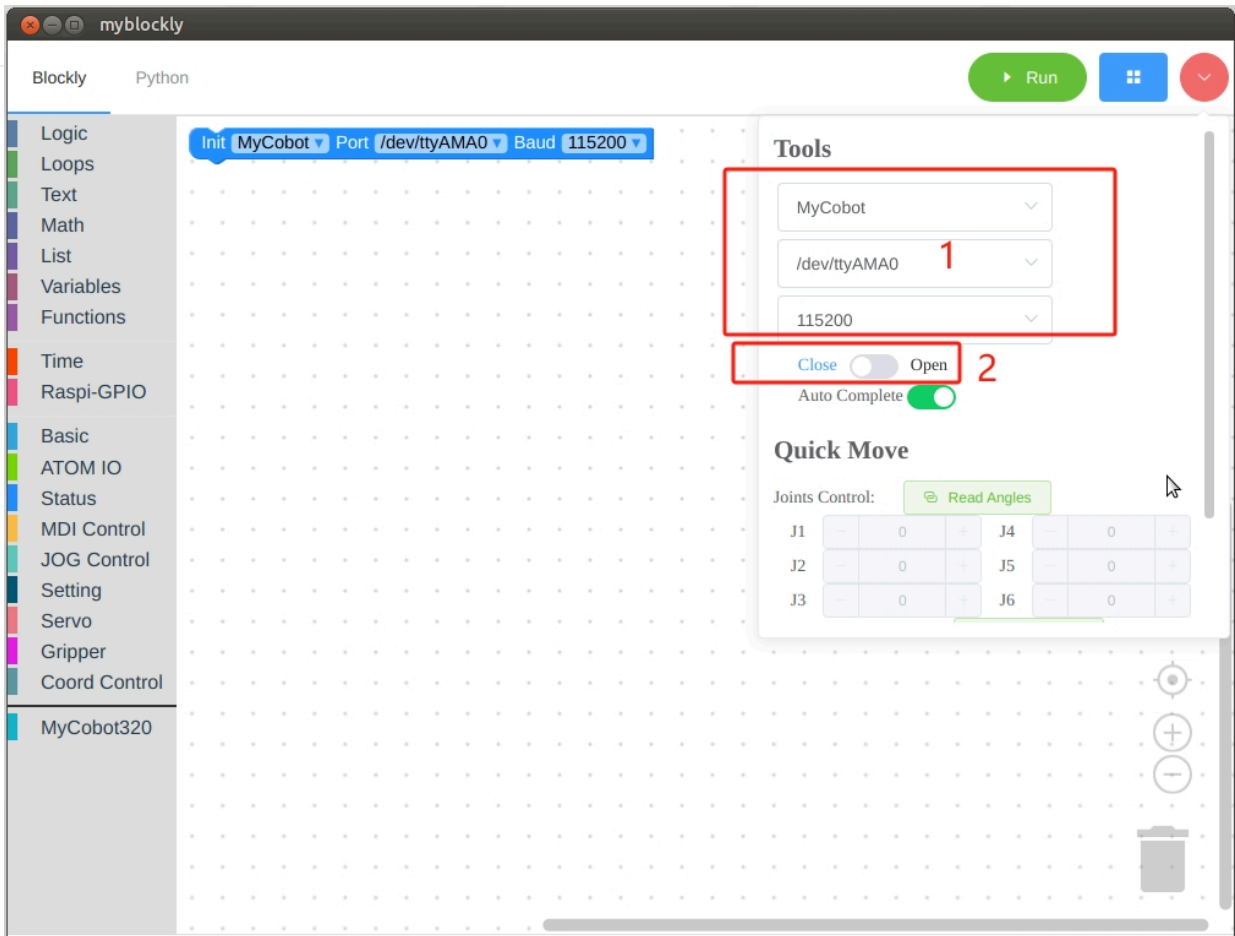 myblockly
Blockly Python Run
Logic
Loops
Text
Math
List
Variables
Functions
Time
Raspi-GPIO
Basic
ATOM IO
Status
MDI Control
JOG Control
Setting
Servo
Gripper
Coord Control
MyCobot320
Init MyCobot Port /dev/ttyAMA0 Baud 115200
Tools
MyCobot
/dev/ttyAMA0
1
115200
Close Open 2
Auto Complete
Quick Move
Joints Control: Read Angles
J1 − 0 + J4 − 0 +
J2 − 0 + J5 − 0 +
J3 − 0 + J6 − 0 +